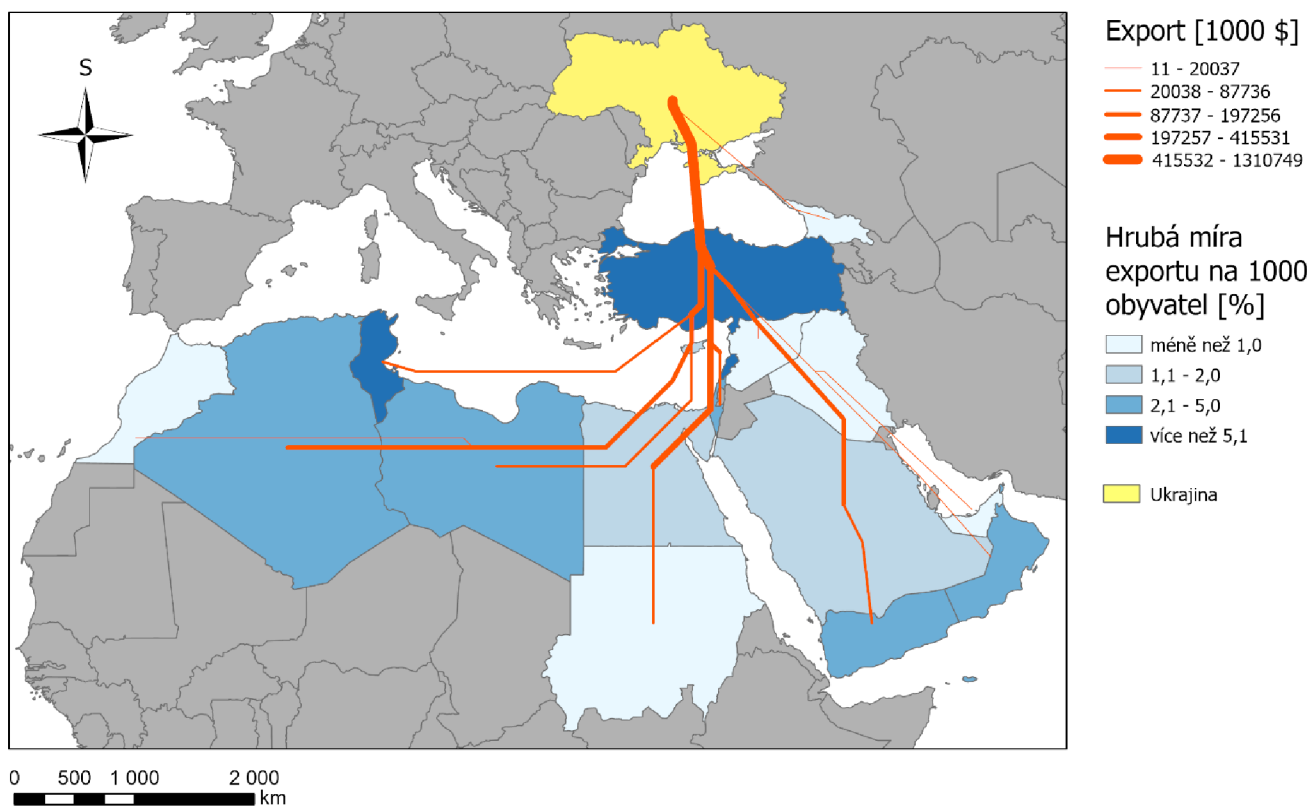 S
Export [1000 $]
11 - 20037
20038 - 87736
87737 - 197256
197257 - 415531
415532 - 1310749
Hrubá míra
exportu na 1000
obyvatel [%]
méně než 1,0
1,1 - 2,0
2,1 - 5,0
více než 5,1
Ukrajina
0 500 1 000 2 000
km